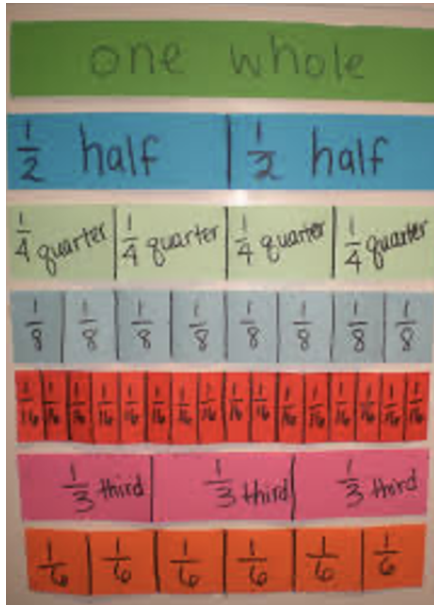 one whole
1/2 half 1/2 half
1/4 quarter 1/4 quarter 1/4 quarter 1/4 quarter
1/8 1/8 1/8 1/8 1/8 1/8 1/8 1/8
1/16 1/16 1/16 1/16 1/16 1/16 1/16 1/16 1/16 1/16 1/16 1/16 1/16 1/16 1/16 1/16
1/3 third 1/3 third 1/3 third
1/6 1/6 1/6 1/6 1/6 1/6